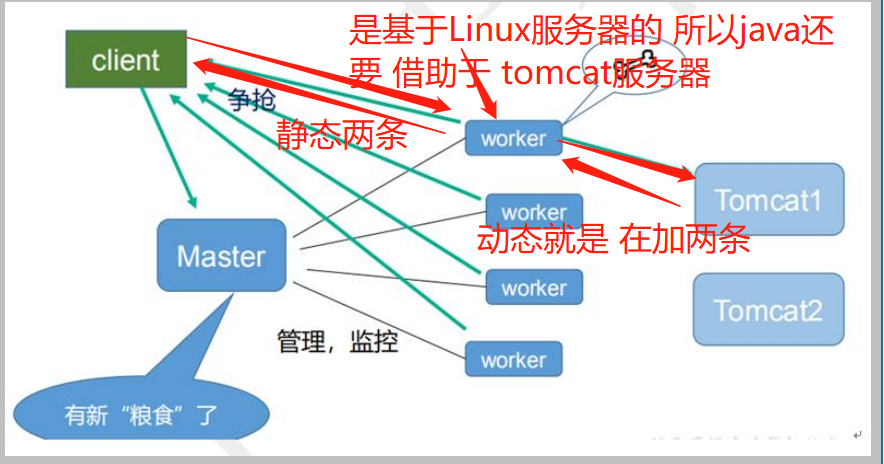 是基于Linux服务器的 所以java还
要 借助于 tomcat服务器
client
争抢
静态两条
worker
Tomcat1
worker
动态就是 在加两条
Master
worker
Tomcat2
管理，监控
worker
有新“粮食”了